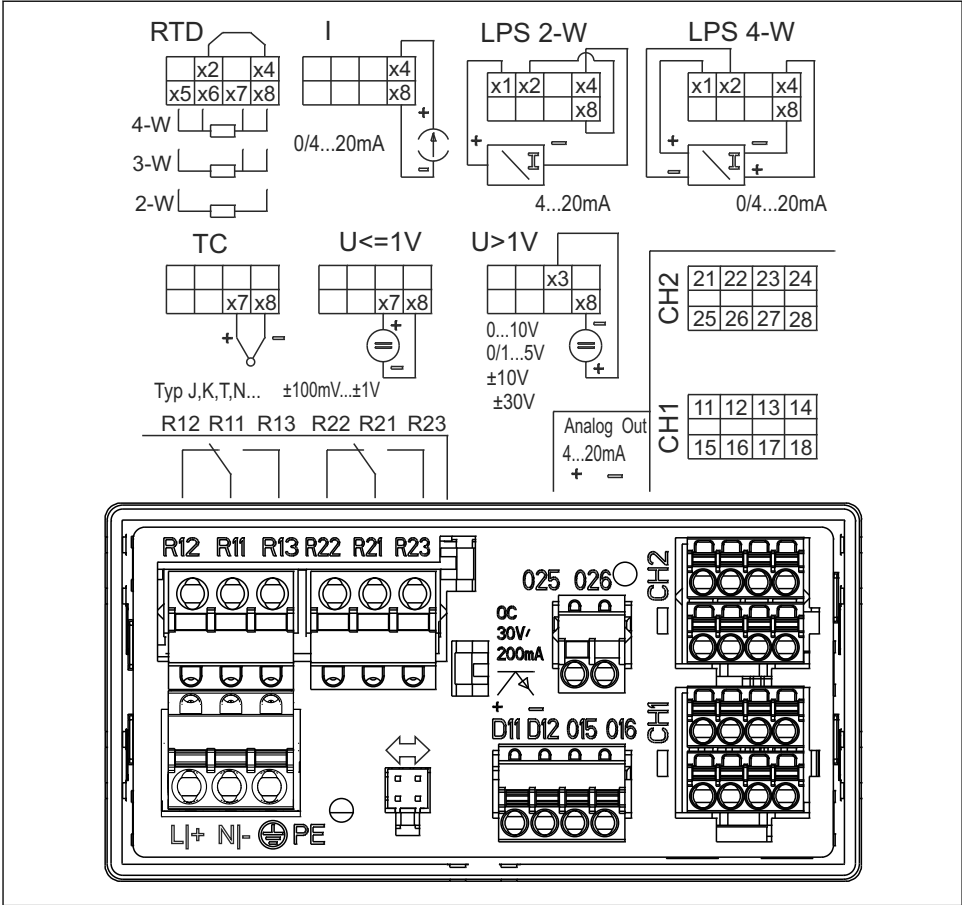 RTD I LPS 2-W LPS 4-W
x2 x4 x4 x1 x2 x4 x1 x2 x4
x5 x6 x7 x8 x8 x8 x8
4-W
+ + - + -
0/4...20mA
3-W - - +
4...20mA 0/4...20mA
2-W
TC U<=1V U>1V
x3 21 22 23 24
x7 x8 x7 x8 x8 CH2
25 26 27 28
+ - + - 0...10V - +
0/1...5V
Typ J,K,T,N... ±100mV...±1V ±10V
±30V
11 12 13 14
CH1
15 16 17 18
R12 R11 R13 R22 R21 R23 Analog Out
4...20mA
+ -
R12 R11 R13 R22 R21 R23
O25 O26 CH2
OC
30V/
200mA
+ -
D11 D12 O15 O16 CH1
L|+ N|- PE